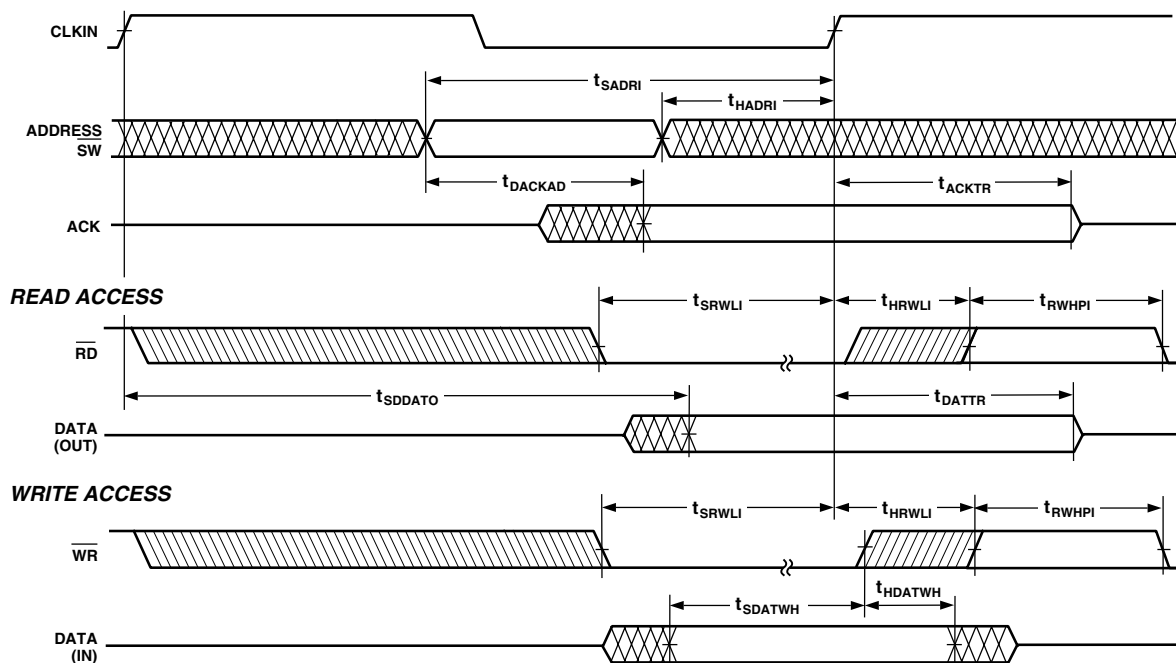 CLKIN
tSADRI
tHADRI
ADDRESS
SW
tDACKAD
tACKTR
ACK
READ ACCESS
tSRWLI
tHRWLI
tRWHPI
RD
tSDDATO
tDATTR
DATA
(OUT)
WRITE ACCESS
tSRWLI
tHRWLI
tRWHPI
WR
tSDATWH
tHDATWH
DATA
(IN)